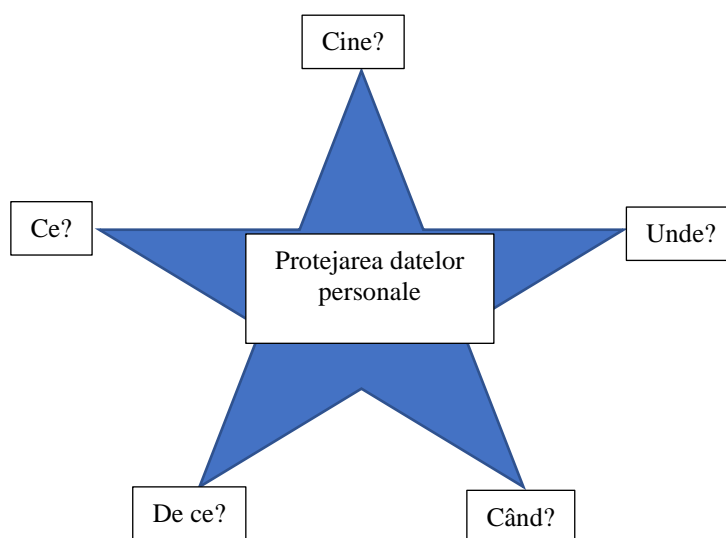 Cine?
Ce?
Unde?
Protejarea datelor
personale
De ce?
Când?